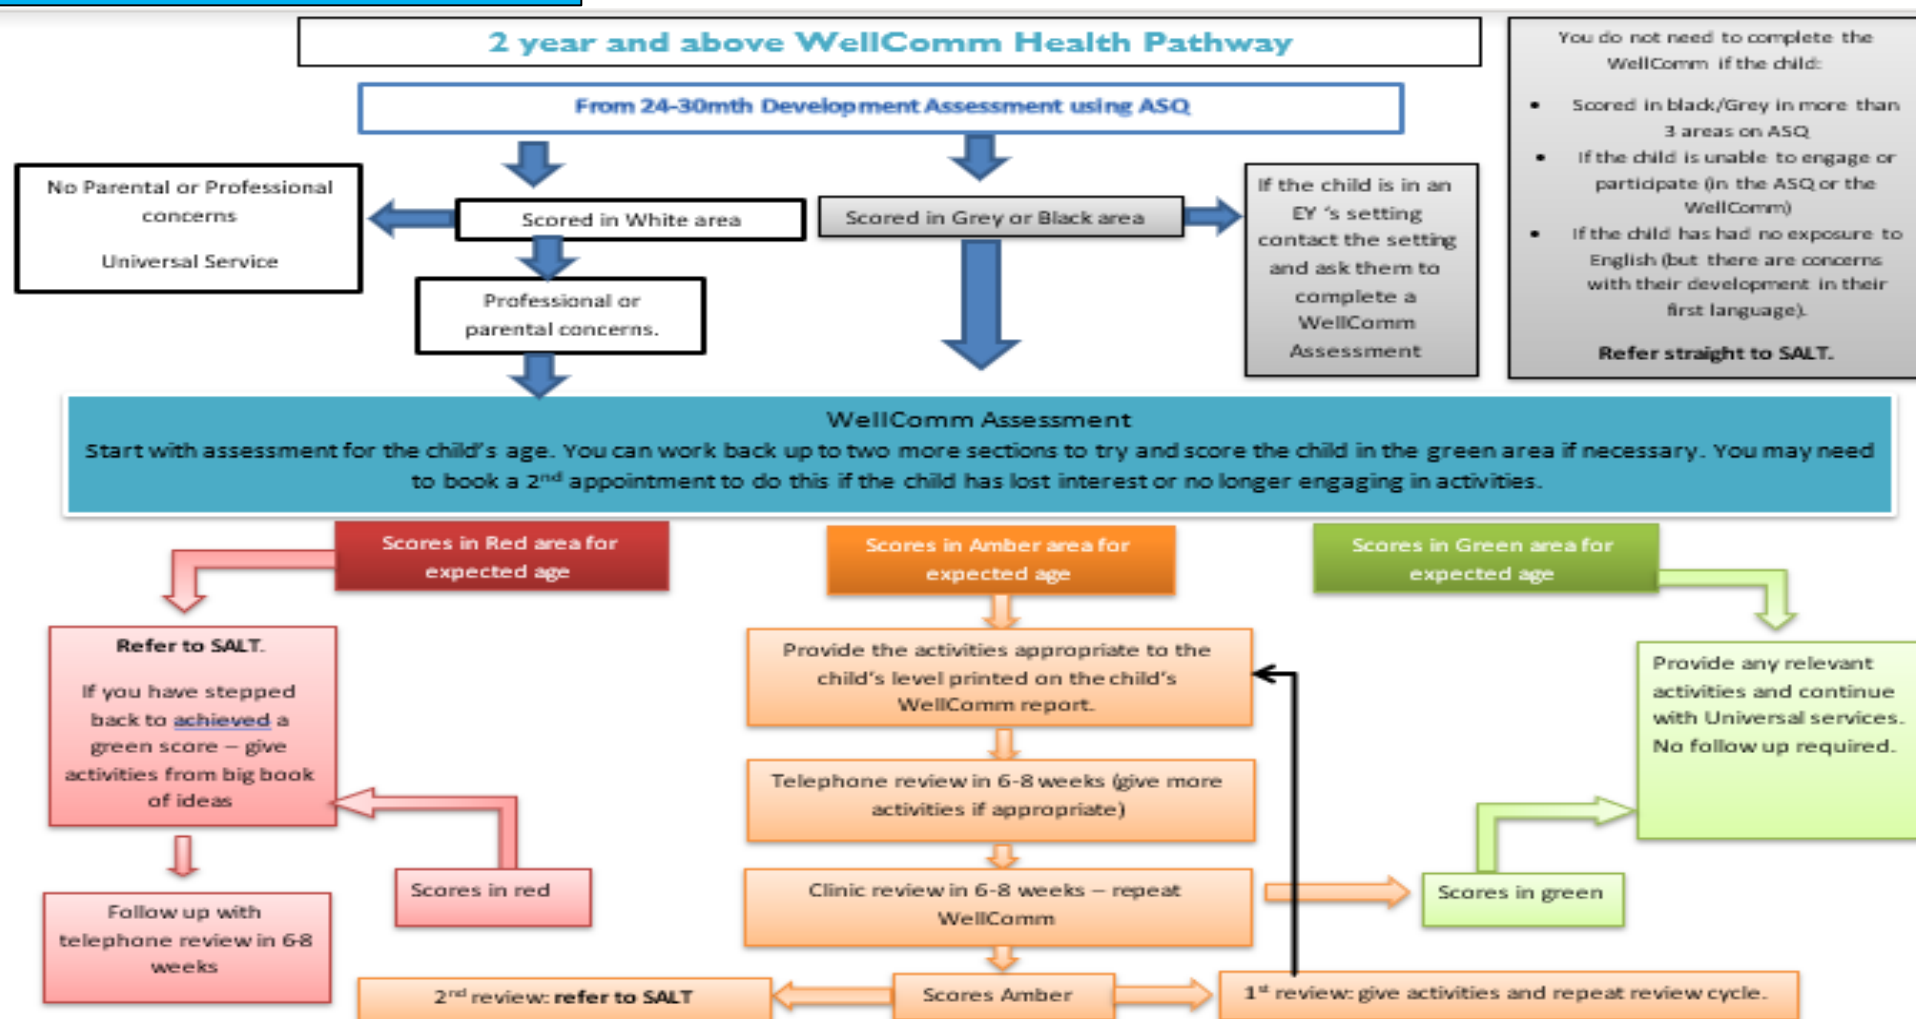 2 year and above WellComm Health Pathway
From 24-30mth Development Assessment using ASQ
You do not need to complete the
WellComm if the child:
• Scored in black/Grey in more than
3 areas on ASQ
• If the child is unable to engage or
participate (in the ASQ or the
WellComm)
• If the child has had no exposure to
English (but there are concerns
with their development in their
first language).
Refer straight to SALT.
No Parental or Professional
concerns
Universal Service
Scored in White area
Scored in Grey or Black area
If the child is in an
EY 's setting
contact the setting
and ask them to
complete a
WellComm
Assessment
Professional or
parental concerns.
WellComm Assessment
Start with assessment for the child's age. You can work back up to two more sections to try and score the child in the green area if necessary. You may need
to book a 2nd appointment to do this if the child has lost interest or no longer engaging in activities.
Scores in Red area for
expected age
Scores in Amber area for
expected age
Scores in Green area for
expected age
Refer to SALT.
If you have stepped
back to achieved a
green score – give
activities from big book
of ideas
Provide the activities appropriate to the
child's level printed on the child's
WellComm report.
Provide any relevant
activities and continue
with Universal services.
No follow up required.
Telephone review in 6-8 weeks (give more
activities if appropriate)
Scores in red
Clinic review in 6-8 weeks – repeat
WellComm
Scores in green
Follow up with
telephone review in 6-8
weeks
2nd review: refer to SALT
Scores Amber
1st review: give activities and repeat review cycle.